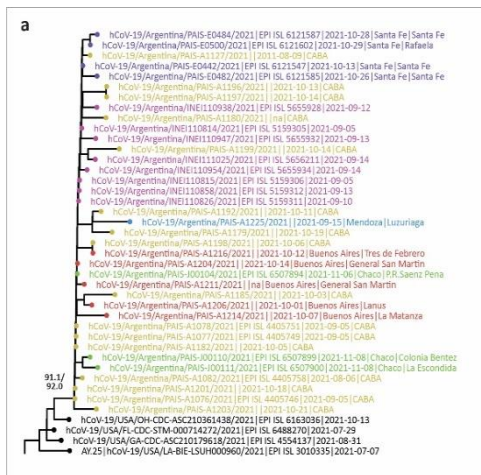 a
hCoV-19/Argentina/PAIS-E0484/2021|EPI ISL 6121587|2021-10-28|Santa Fe|Santa Fe
hCoV-19/Argentina/PAIS-E0500/2021|EPI ISL 6121602|2021-10-29|Santa Fe|Rafaela
hCoV-19/Argentina/PAIS-A1127/2021||2011-08-09|CABA
hCoV-19/Argentina/PAIS-E0442/2021|EPI ISL 6121547|2021-10-13|Santa Fe|Santa Fe
hCoV-19/Argentina/PAIS-E0482/2021|EPI ISL 6121585|2021-10-26|Santa Fe|Santa Fe
hCoV-19/Argentina/PAIS-A1196/2021||2021-10-13|CABA
hCoV-19/Argentina/PAIS-A1197/2021||2021-10-14|CABA
hCoV-19/Argentina/INEI110938/2021|EPI ISL 5655928|2021-09-12
hCoV-19/Argentina/PAIS-A1180/2021||na|CABA
hCoV-19/Argentina/INEI110814/2021|EPI ISL 5159305|2021-09-05
hCoV-19/Argentina/INEI110947/2021|EPI ISL 5655932|2021-09-13
hCoV-19/Argentina/PAIS-A1199/2021||2021-10-14|CABA
hCoV-19/Argentina/INEI111025/2021|EPI ISL 5656211|2021-09-14
hCoV-19/Argentina/INEI110954/2021|EPI ISL 5655934|2021-09-14
hCoV-19/Argentina/INEI110815/2021|EPI ISL 5159306|2021-09-05
hCoV-19/Argentina/INEI110858/2021|EPI ISL 5159312|2021-09-13
hCoV-19/Argentina/INEI110826/2021|EPI ISL 5159311|2021-09-10
hCoV-19/Argentina/PAIS-A1192/2021||2021-10-11|CABA
hCoV-19/Argentina/PAIS-A1225/2021||2021-09-15|Mendoza|Luzuriaga
hCoV-19/Argentina/PAIS-A1179/2021||2021-10-19|CABA
hCoV-19/Argentina/PAIS-A1198/2021||2021-10-06|CABA
hCoV-19/Argentina/PAIS-A1216/2021||2021-10-12|Buenos Aires|Tres de Febrero
hCoV-19/Argentina/PAIS-A1204/2021||2021-10-14|Buenos Aires|General San Martin
hCoV-19/Argentina/PAIS-J00104/2021|EPI ISL 6507894|2021-11-06|Chaco|P.R.Saenz Pena
hCoV-19/Argentina/PAIS-A1211/2021||na|Buenos Aires|General San Martin
hCoV-19/Argentina/PAIS-A1185/2021||2021-10-03|CABA
hCoV-19/Argentina/PAIS-A1206/2021||2021-10-01|Buenos Aires|Lanus
hCoV-19/Argentina/PAIS-A1214/2021||2021-10-07|Buenos Aires|La Matanza
hCoV-19/Argentina/PAIS-A1078/2021|EPI ISL 4405751|2021-09-05|CABA
hCoV-19/Argentina/PAIS-A1077/2021|EPI ISL 4405749|2021-09-05|CABA
hCoV-19/Argentina/PAIS-A1182/2021||2021-10-05|CABA
hCoV-19/Argentina/PAIS-J00110/2021|EPI ISL 6507899|2021-11-08|Chaco|Colonia Bentez
hCoV-19/Argentina/PAIS-J00111/2021|EPI ISL 6507900|2021-11-08|Chaco|La Escondida
91.1/
92.0
hCoV-19/Argentina/PAIS-A1082/2021|EPI ISL 4405758|2021-08-06|CABA
hCoV-19/Argentina/PAIS-A1201/2021||2021-10-18|CABA
hCoV-19/Argentina/PAIS-A1076/2021|EPI ISL 4405746|2021-09-05|CABA
hCoV-19/Argentina/PAIS-A1203/2021||2021-10-21|CABA
hCoV-19/USA/OH-CDC-ASC210361438/2021|EPI ISL 6163036|2021-10-13
hCoV-19/USA/FL-CDC-STM-000714272/2021|EPI ISL 6488270|2021-07-29
hCoV-19/USA/GA-CDC-ASC210179618/2021|EPI ISL 4554137|2021-08-31
AY.25|hCoV-19/USA/LA-BIE-LSUH000960/2021|EPI ISL 3010335|2021-07-07